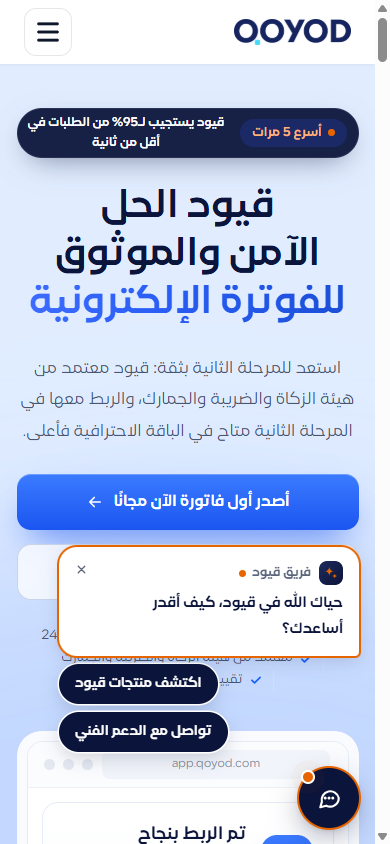 QOYOD
أسرع 5 مرات
قيود يستجيب لـ95% من الطلبات في
أقل من ثانية
قيود الحل
الآمن والموثوق
للفوترة الإلكترونية
استعد للمرحلة الثانية بثقة: قيود معتمد من
هيئة الزكاة والضريبة والجمارك، والربط معها في
المرحلة الثانية متاح في الباقة الاحترافية فأعلى.
أصدر أول فاتورة الآن مجانًا ←
فريق قيود
×
حياك الله في قيود، كيف أقدر
أساعدك؟
24
اكتشف منتجات قيود
تواصل مع الدعم الفني
app.qoyod.com
تم الربط بنجاح